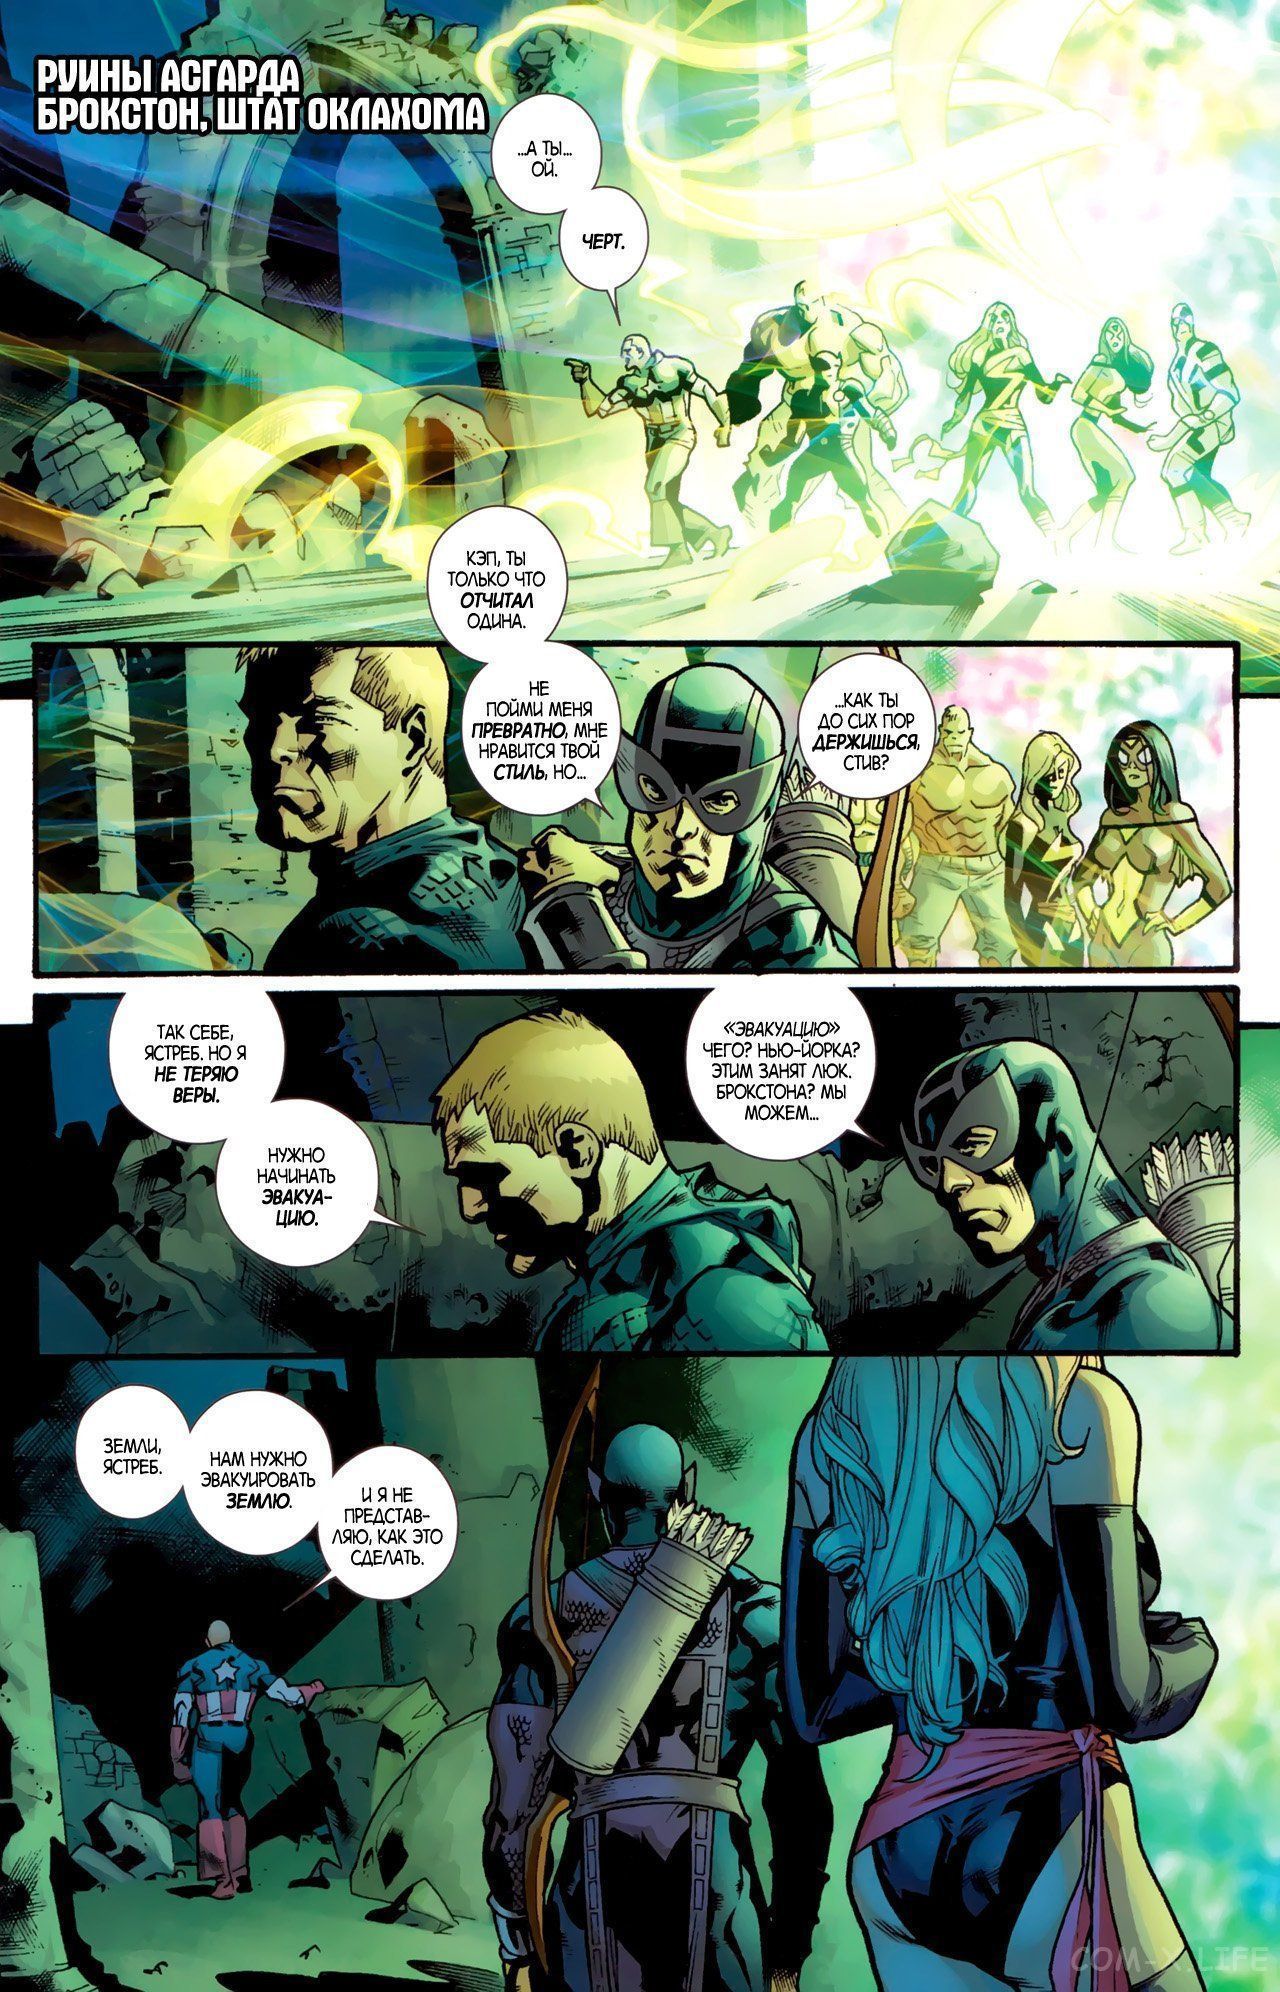 РУИНЫ АСГАРДА
БРОКСТОН, ШТАТ ОКЛАХОМА
...А ТЫ...
ОЙ.
ЧЕРТ.
КЭП, ТЫ
ТОЛЬКО ЧТО
ОТЧИТАЛ
ОДИНА.
НЕ
ПОЙМИ МЕНЯ
ПРЕВРАТНО, МНЕ
НРАВИТСЯ ТВОЙ
СТИЛЬ, НО...
...КАК ТЫ
ДО СИХ ПОР
ДЕРЖИШЬСЯ,
СТИВ?
ТАК СЕБЕ,
ЯСТРЕБ. НО Я
НЕ ТЕРЯЮ
ВЕРЫ.
НУЖНО
НАЧИНАТЬ
ЭВАКУА-
ЦИЮ.
«ЭВАКУАЦИЮ»
ЧЕГО? НЬЮ-ЙОРКА?
ЭТИМ ЗАНЯТ ЛЮК.
БРОКСТОНА? МЫ
МОЖЕМ...
ЗЕМЛИ,
ЯСТРЕБ.
НАМ НУЖНО
ЭВАКУИРОВАТЬ
ЗЕМЛЮ.
И Я НЕ
ПРЕДСТАВ-
ЛЯЮ, КАК ЭТО
СДЕЛАТЬ.
COM-X.LIFE